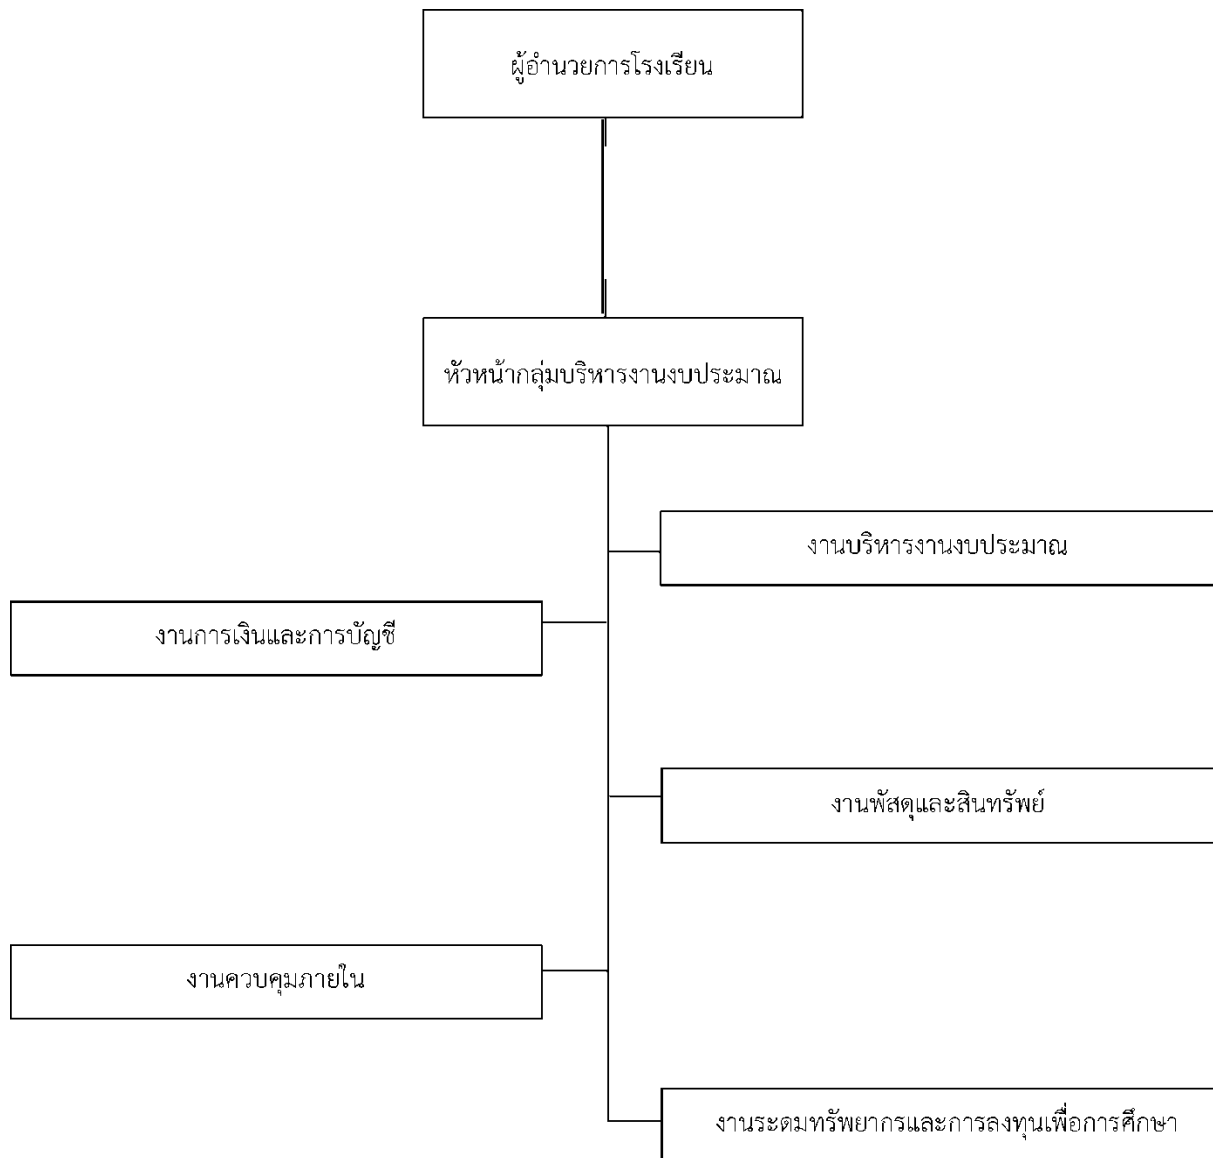 ผู้อำนวยการโรงเรียน
หัวหน้ากลุ่มบริหารงานงบประมาณ
งานบริหารงานงบประมาณ
งานการเงินและการบัญชี
งานพัสดุและสินทรัพย์
งานควบคุมภายใน
งานระดมทรัพยากรและการลงทุนเพื่อการศึกษา